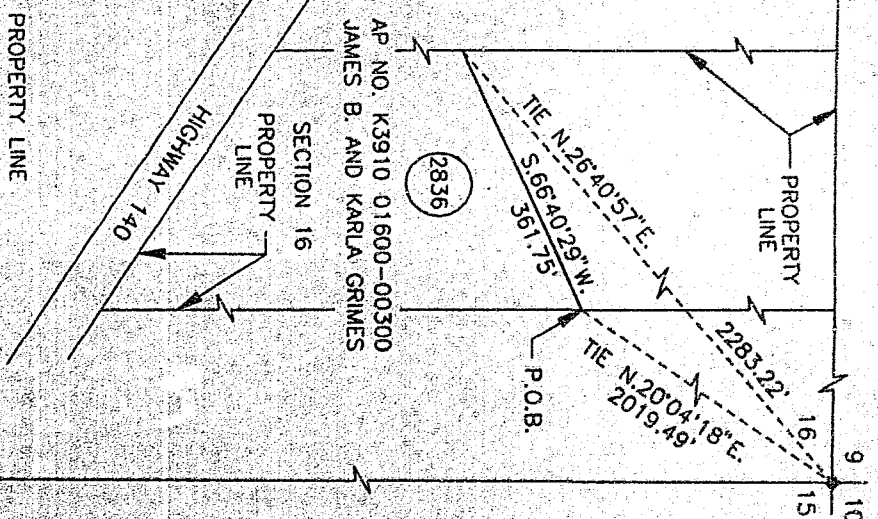 PROPERTY LINE
HIGHWAY 140
SECTION 16
PROPERTY
LINE
AP NO. K3910 01600-00300
JAMES B. AND KARLA GRIMES
2836
TIE N.26°40'57"E.
2283.22'
S.66°40'29"W.
361.75'
P.O.B.
TIE N.20°04'18"E.
2019.49'
PROPERTY
LINE
16
9
15